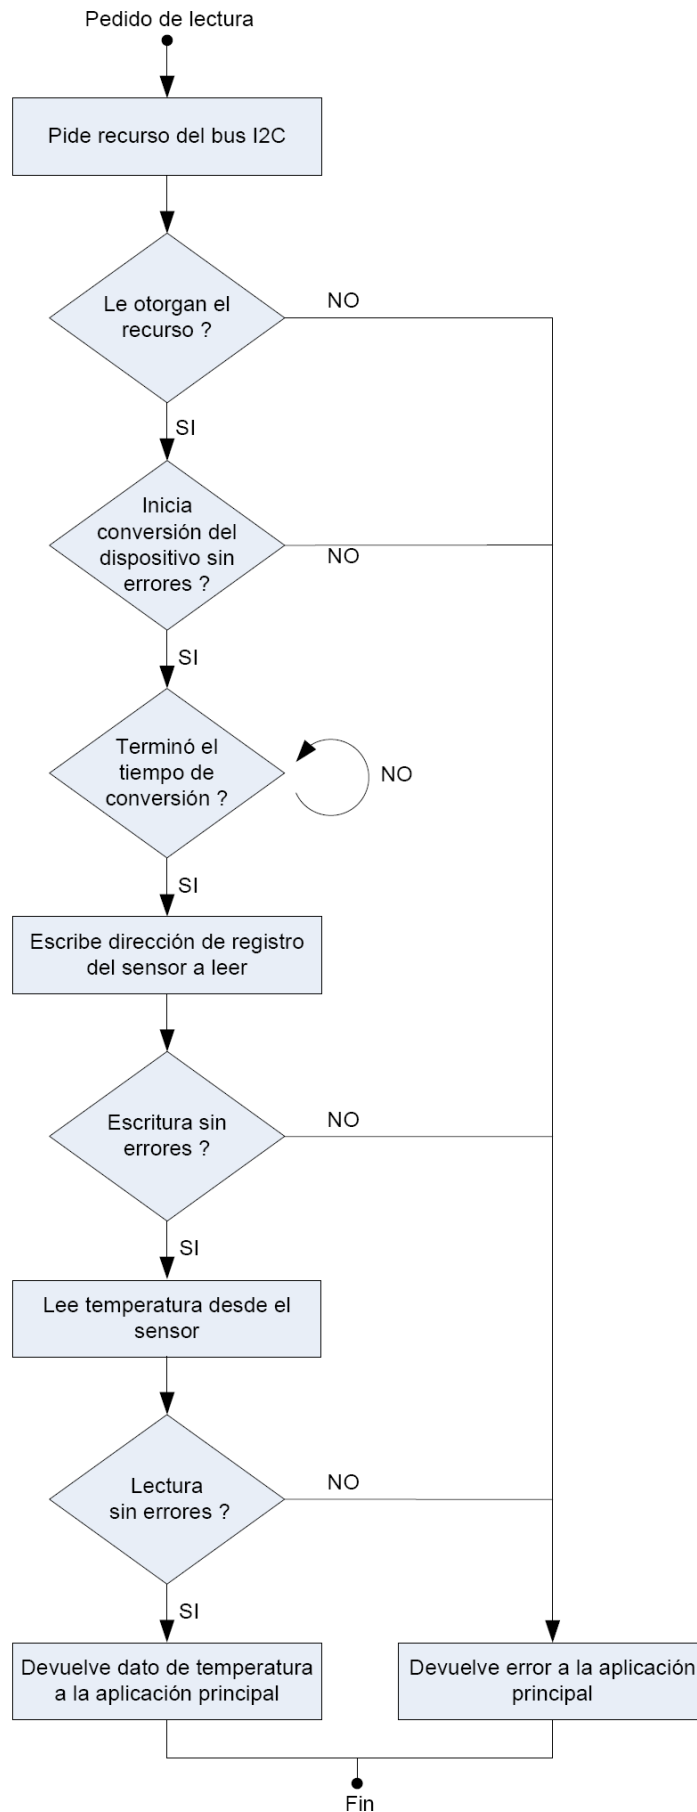 Pedido de lectura
Pide recurso del bus I2C
Le otorgan el
recurso ?
NO
SI
Inicia
conversión del
dispositivo sin
errores ?
NO
SI
Terminó el
tiempo de
conversión ?
NO
SI
Escribe dirección de registro
del sensor a leer
Escritura sin
errores ?
NO
SI
Lee temperatura desde el
sensor
Lectura
sin errores ?
NO
SI
Devuelve dato de temperatura
a la aplicación principal
Devuelve error a la aplicación
principal
Fin